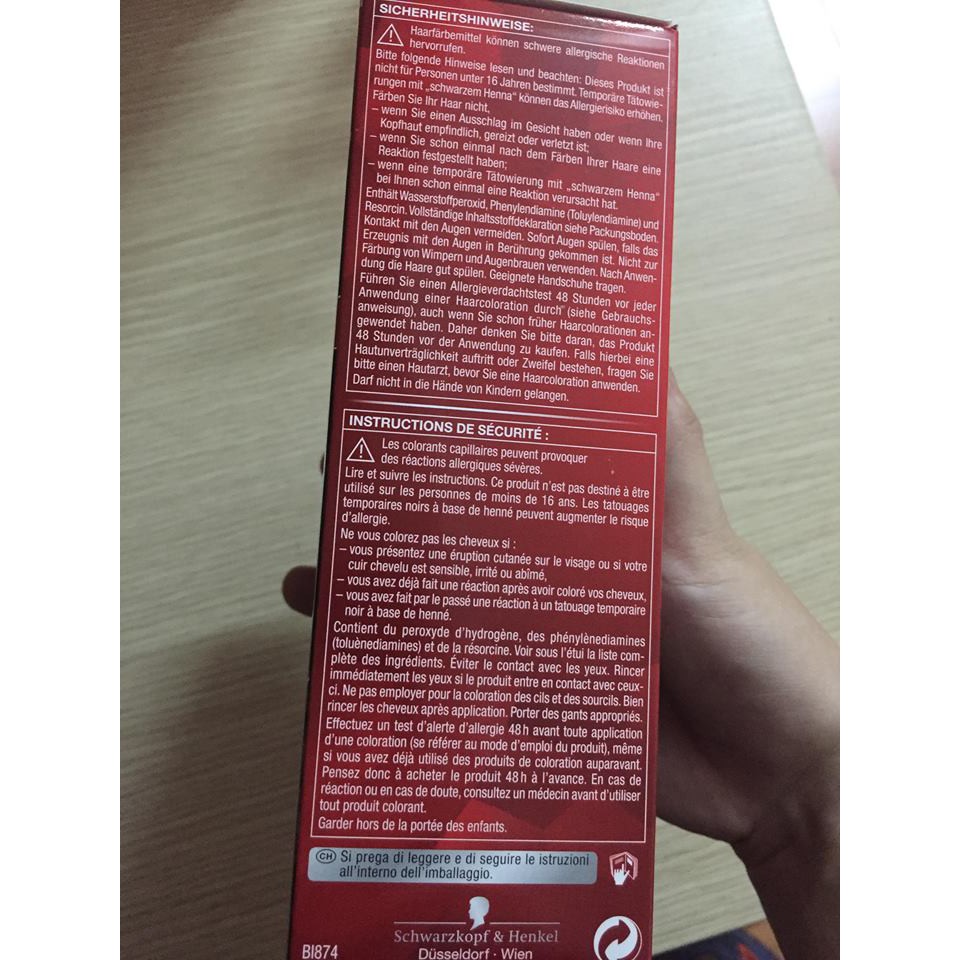 SICHERHEITSHINWEISE:
Haarfärbemittel können schwere allergische Reaktionen
hervorrufen.
Bitte folgende Hinweise lesen und beachten: Dieses Produkt ist
nicht für Personen unter 16 Jahren bestimmt. Temporäre Tätowie-
rungen mit „schwarzem Henna“ können das Allergierisiko erhöhen.
Färben Sie Ihr Haar nicht,
– wenn Sie einen Ausschlag im Gesicht haben oder wenn Ihre
Kopfhaut empfindlich, gereizt oder verletzt ist;
– wenn Sie schon einmal nach dem Färben Ihrer Haare eine
Reaktion festgestellt haben;
– wenn eine temporäre Tätowierung mit „schwarzem Henna“
bei Ihnen schon einmal eine Reaktion verursacht hat.
Enthält Wasserstoffperoxid, Phenylendiamine (Toluylendiamine) und
Resorcin. Vollständige Inhaltsstoffdeklaration siehe Packungsboden.
Kontakt mit den Augen vermeiden. Sofort Augen spülen, falls das
Erzeugnis mit den Augen in Berührung gekommen ist. Nicht zur
Färbung von Wimpern und Augenbrauen verwenden. Nach Anwen-
dung die Haare gut spülen. Geeignete Handschuhe tragen.
Führen Sie einen Allergieverdachtstest 48 Stunden vor jeder
Anwendung einer Haarcoloration durch (siehe Gebrauchs-
anweisung), auch wenn Sie schon früher Haarcolorationen an-
gewendet haben. Daher denken Sie bitte daran, das Produkt
48 Stunden vor der Anwendung zu kaufen. Falls hierbei eine
Hautunverträglichkeit auftritt oder Zweifel bestehen, fragen Sie
bitte einen Hautarzt, bevor Sie eine Haarcoloration anwenden.
Darf nicht in die Hände von Kindern gelangen.
INSTRUCTIONS DE SÉCURITÉ :
Les colorants capillaires peuvent provoquer
des réactions allergiques sévères.
Lire et suivre les instructions. Ce produit n’est pas destiné à être
utilisé sur les personnes de moins de 16 ans. Les tatouages
temporaires noirs à base de henné peuvent augmenter le risque
d’allergie.
Ne vous colorez pas les cheveux si :
– vous présentez une éruption cutanée sur le visage ou si votre
cuir chevelu est sensible, irrité ou abîmé,
– vous avez déjà fait une réaction après avoir coloré vos cheveux,
– vous avez fait par le passé une réaction à un tatouage temporaire
noir à base de henné.
Contient du peroxyde d’hydrogène, des phénylènediamines
(toluènediamines) et de la résorcine. Voir sous l’étui la liste com-
plète des ingrédients. Éviter le contact avec les yeux. Rincer
immédiatement les yeux si le produit entre en contact avec ceux-
ci. Ne pas employer pour la coloration des cils et des sourcils. Bien
rincer les cheveux après application. Porter des gants appropriés.
Effectuez un test d’alerte d’allergie 48 h avant toute application
d’une coloration (se référer au mode d’emploi du produit), même
si vous avez déjà utilisé des produits de coloration auparavant.
Pensez donc à acheter le produit 48 h à l’avance. En cas de
réaction ou en cas de doute, consultez un médecin avant d’utiliser
tout produit colorant.
Garder hors de la portée des enfants.
CH Si prega di leggere e di seguire le istruzioni
all’interno dell’imballaggio.
Schwarzkopf & Henkel
Düsseldorf · Wien
BI874